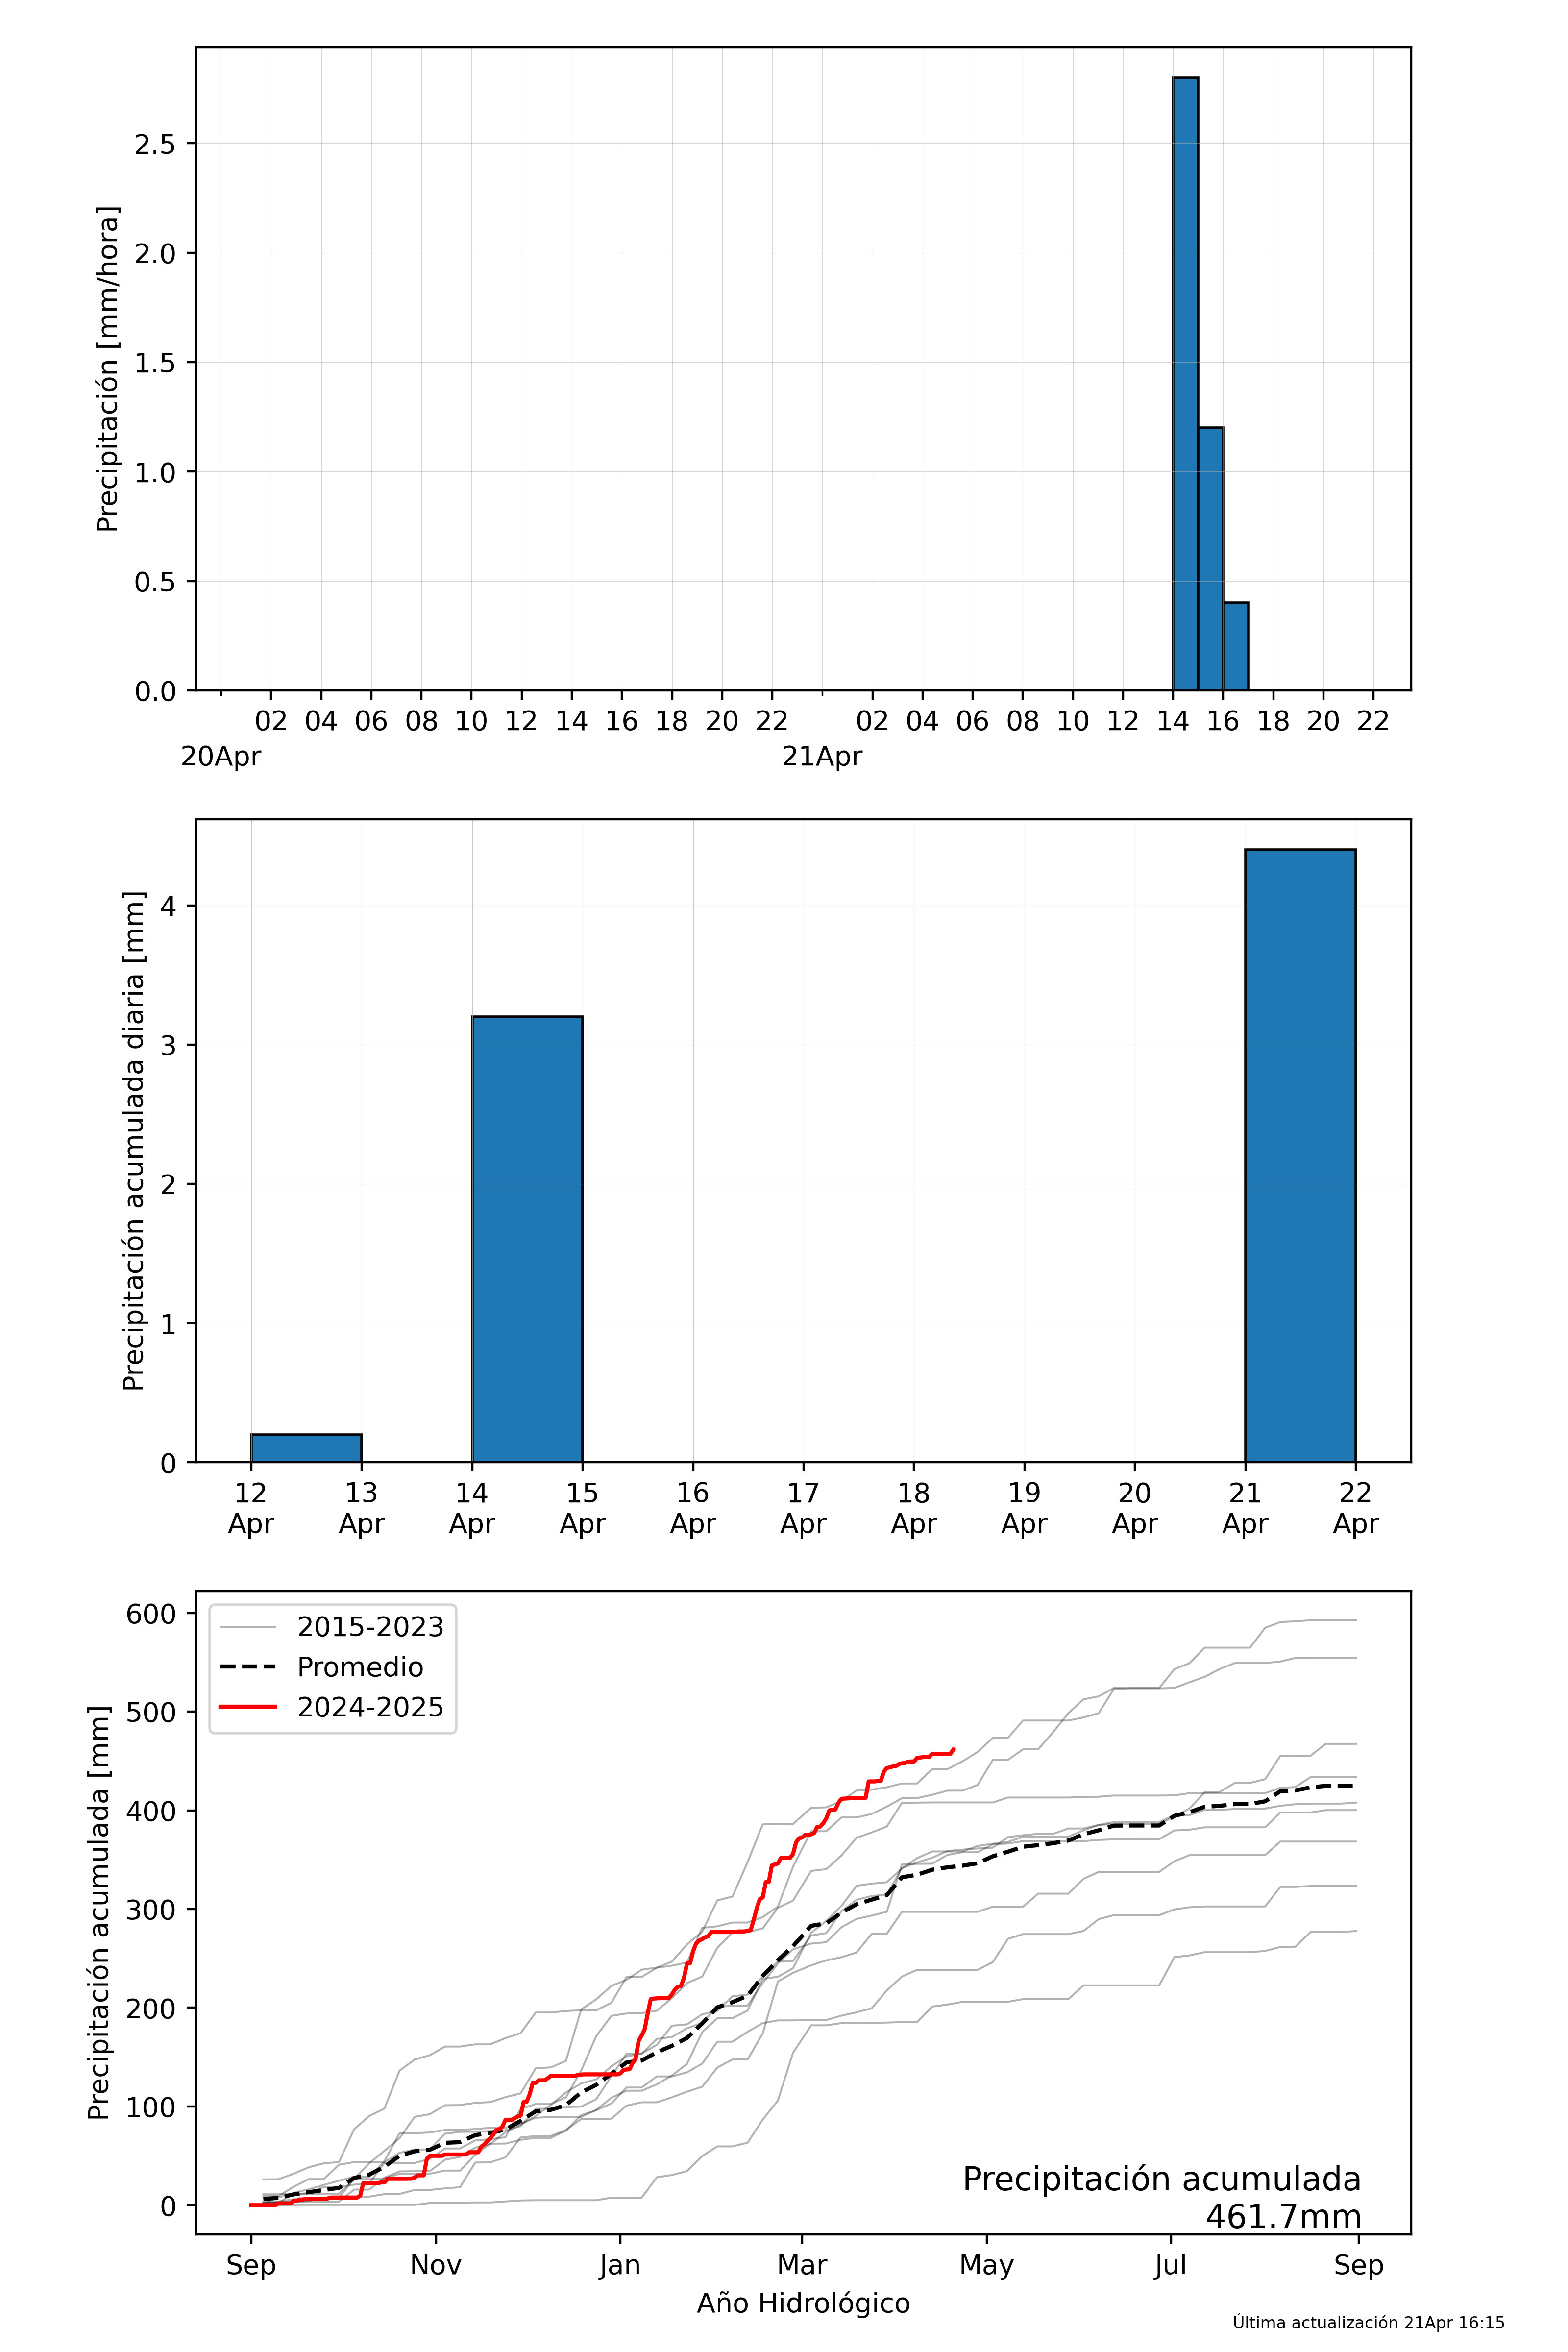 Precipitación [mm/hora]
2.5
2.0
1.5
1.0
0.5
0.0
02 04 06 08 10 12 14 16 18 20 22 02 04 06 08 10 12 14 16 18 20 22
20Apr 21Apr
Precipitación acumulada diaria [mm]
4
3
2
1
0
12 13 14 15 16 17 18 19 20 21 22
Apr Apr Apr Apr Apr Apr Apr Apr Apr Apr Apr
Precipitación acumulada [mm]
600
500
400
300
200
100
0
2015-2023
Promedio
2024-2025
Precipitación acumulada
461.7mm
Sep Nov Jan Mar May Jul Sep
Año Hidrológico
Última actualización 21Apr 16:15